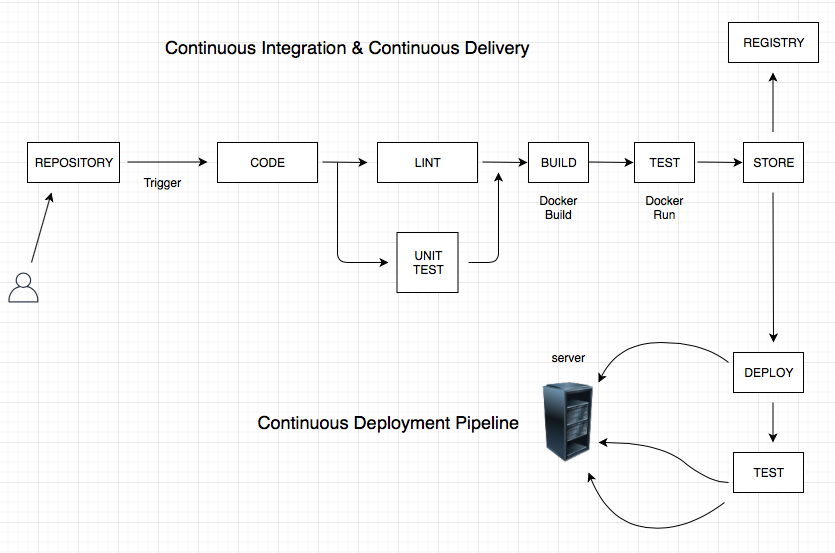 Continuous Integration & Continuous Delivery
REGISTRY
REPOSITORY
Trigger
CODE
LINT
UNIT
TEST
BUILD
Docker
Build
TEST
Docker
Run
STORE
server
DEPLOY
Continuous Deployment Pipeline
TEST